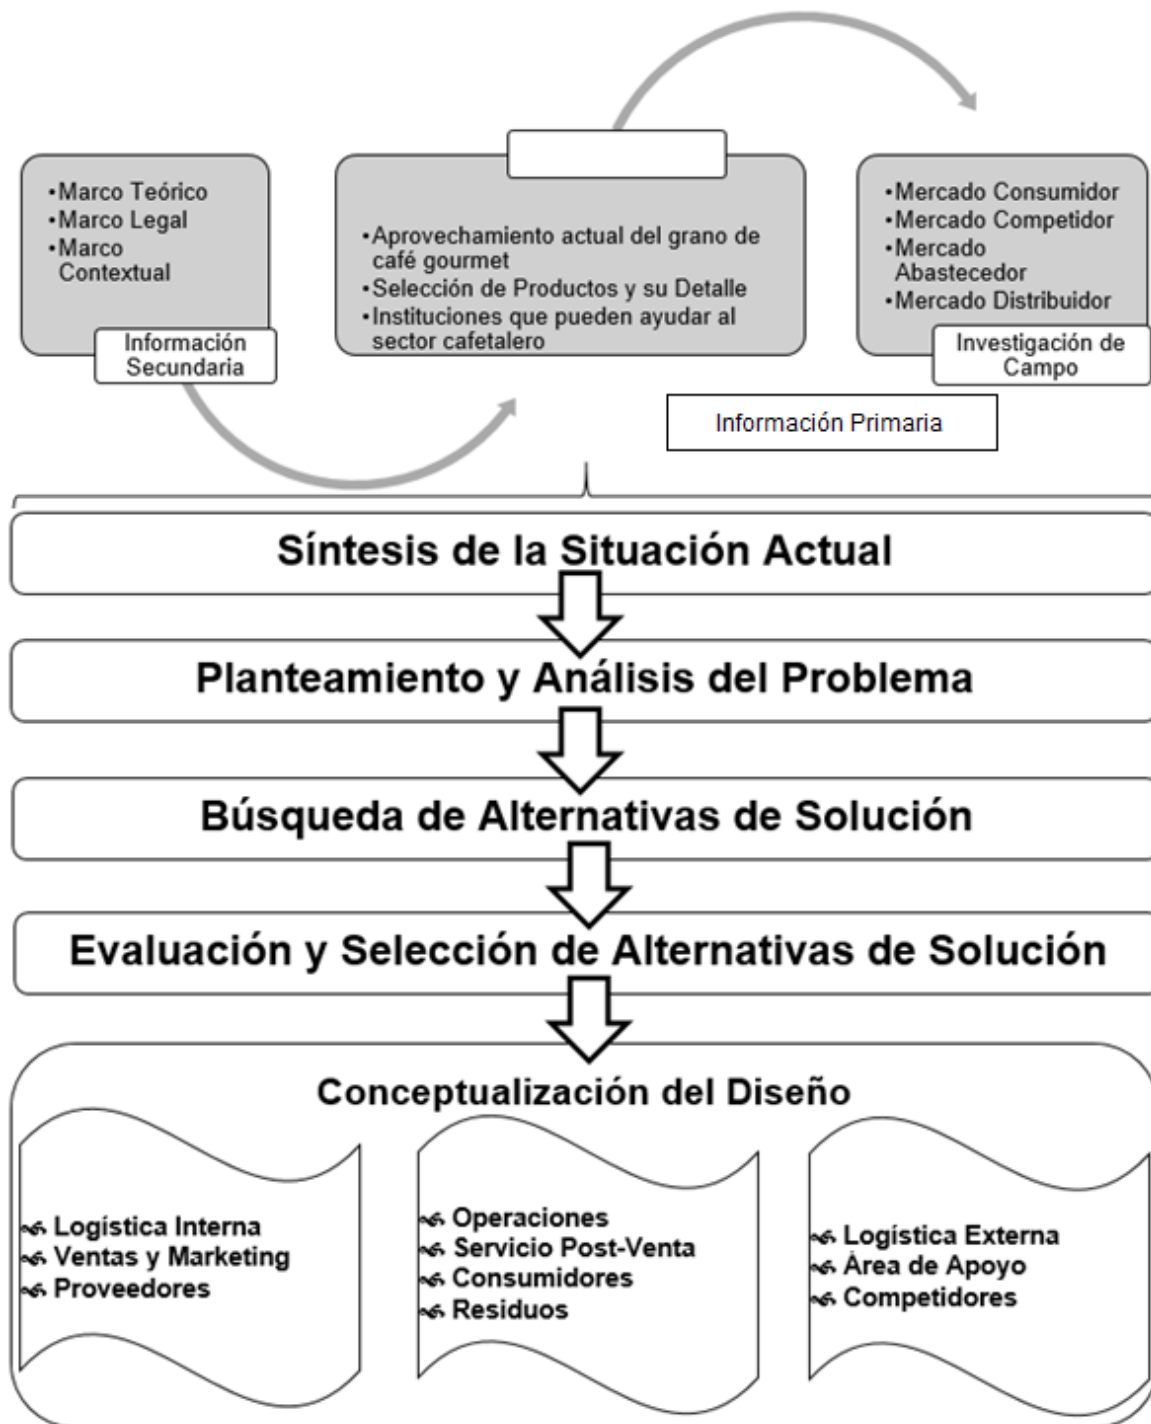 •Marco Teórico
•Marco Legal
•Marco
Contextual
Información
Secundaria
•Aprovechamiento actual del grano de
café gourmet
•Selección de Productos y su Detalle
•Instituciones que pueden ayudar al
sector cafetalero
•Mercado Consumidor
•Mercado Competidor
•Mercado
Abastecedor
•Mercado Distribuidor
Investigación de
Campo
Información Primaria
Síntesis de la Situación Actual
Planteamiento y Análisis del Problema
Búsqueda de Alternativas de Solución
Evaluación y Selección de Alternativas de Solución
Conceptualización del Diseño
Logística Interna
Ventas y Marketing
Proveedores
Operaciones
Servicio Post-Venta
Consumidores
Residuos
Logística Externa
Área de Apoyo
Competidores